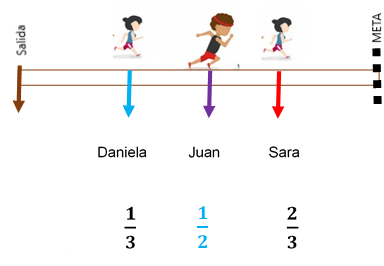 Salida
META
Daniela Juan Sara
1/3 1/2 2/3